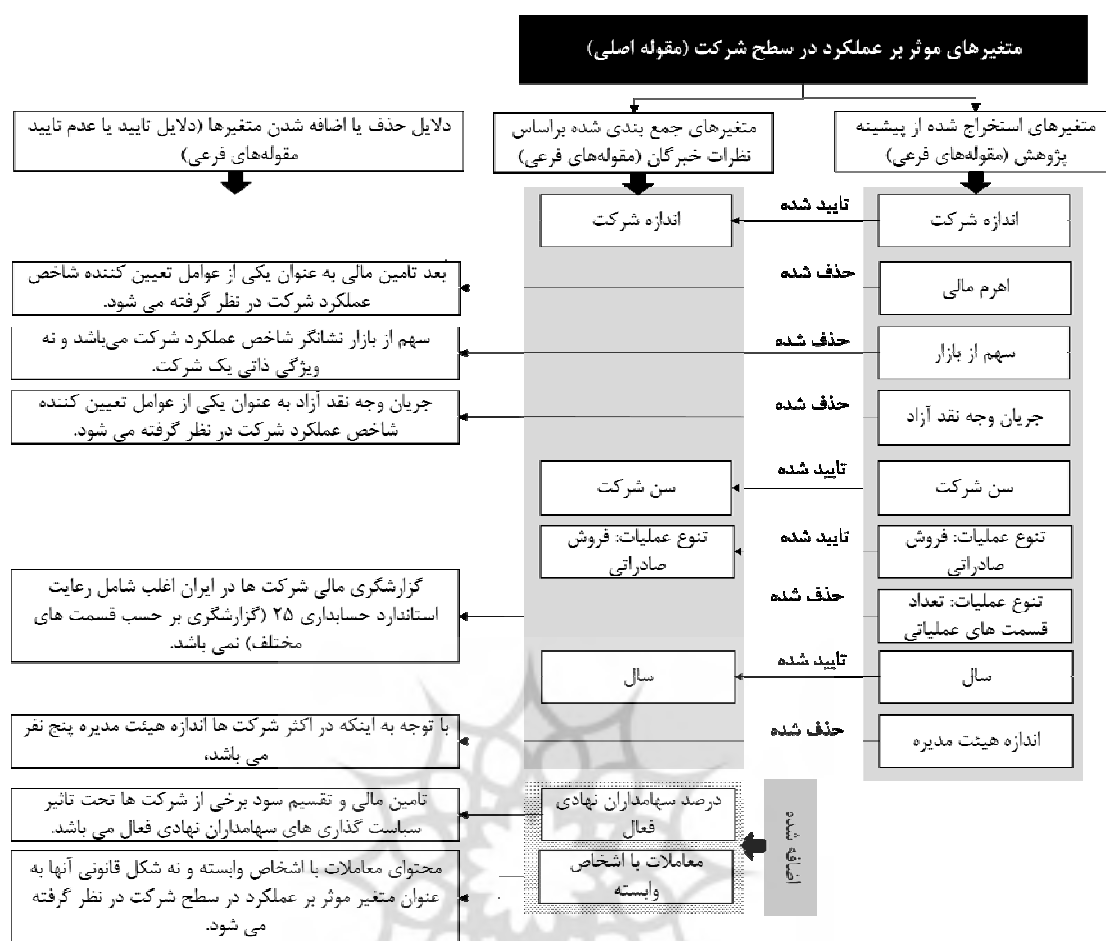 متغیرهای موثر بر عملکرد در سطح شرکت (مقوله اصلی)
متغیرهای استخراج شده از پیشینه
پژوهش (مقوله‌های فرعی)
متغیرهای جمع بندی شده براساس
نظرات خبرگان (مقوله‌های فرعی)
دلایل حذف یا اضافه شدن متغیرها (دلایل تایید یا عدم تایید
مقوله‌های فرعی)
اندازه شرکت
تایید شده
اندازه شرکت
اهرم مالی
حذف شده
بعد تامین مالی به عنوان یکی از عوامل تعیین کننده شاخص
عملکرد شرکت در نظر گرفته می شود.
سهم از بازار
حذف شده
سهم از بازار نشانگر شاخص عملکرد شرکت می‌باشد و نه
ویژگی ذاتی یک شرکت.
جریان وجه نقد آزاد
حذف شده
جریان وجه نقد آزاد به عنوان یکی از عوامل تعیین کننده
شاخص عملکرد شرکت در نظر گرفته می شود.
سن شرکت
تایید شده
سن شرکت
تنوع عملیات: فروش
صادراتی
تایید شده
تنوع عملیات: فروش
صادراتی
تنوع عملیات: تعداد
قسمت های عملیاتی
حذف شده
گزارشگری مالی شرکت ها در ایران اغلب شامل رعایت
استاندارد حسابداری ۲۵ (گزارشگری بر حسب قسمت های
مختلف) نمی باشد.
سال
تایید شده
سال
اندازه هیئت مدیره
حذف شده
با توجه به اینکه در اکثر شرکت ها اندازه هیئت مدیره پنج نفر
می باشد،
اضافه شده
درصد سهامداران نهادی
فعال
تامین مالی و تقسیم سود برخی از شرکت ها تحت تاثیر
سیاست گذاری های سهامداران نهادی فعال می باشد.
معاملات با اشخاص
وابسته
محتوای معاملات با اشخاص وابسته و نه شکل قانونی آنها به
عنوان متغیر موثر بر عملکرد در سطح شرکت در نظر گرفته
می شود.